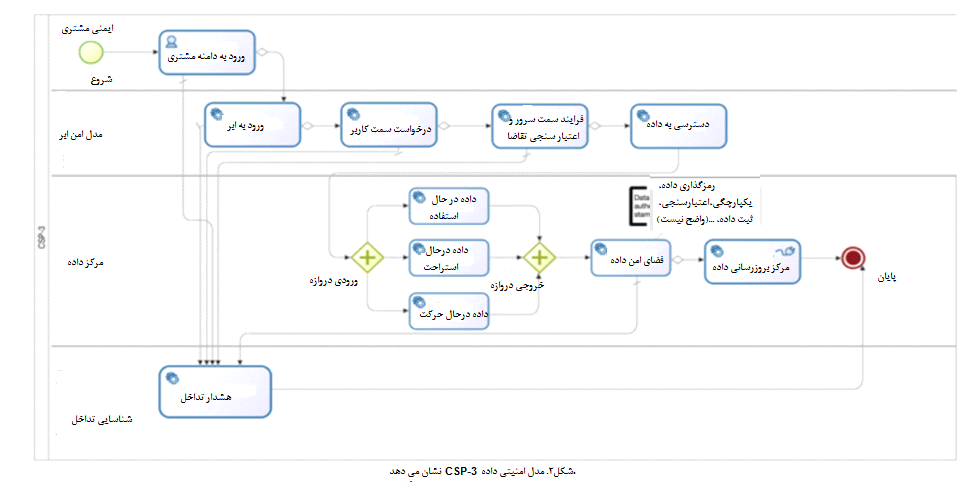 ایمنی مشتری
شروع
ورود به دامنه مشتری
مدل امن ابر
ورود به ابر
درخواست سمت کاربر
فرایند سمت سرور و
اعتبار سنجی تقاضا
دسترسی به داده
CSP-3
مرکز داده
ورودی دروازه
داده در حال
استفاده
داده درحال
استراحت
داده درحال حرکت
خروجی دروازه
Data
authe
stam
رمزگذاری داده،
یکپارچگی،اعتبارسنجی،
ثبت داده، ...(واضح نیست)
فضای امن داده
مرکز بروزرسانی داده
پایان
شناسایی تداخل
هشدار تداخل
شکل۲. مدل امنیتی داده CSP-3 نشان می دهد،